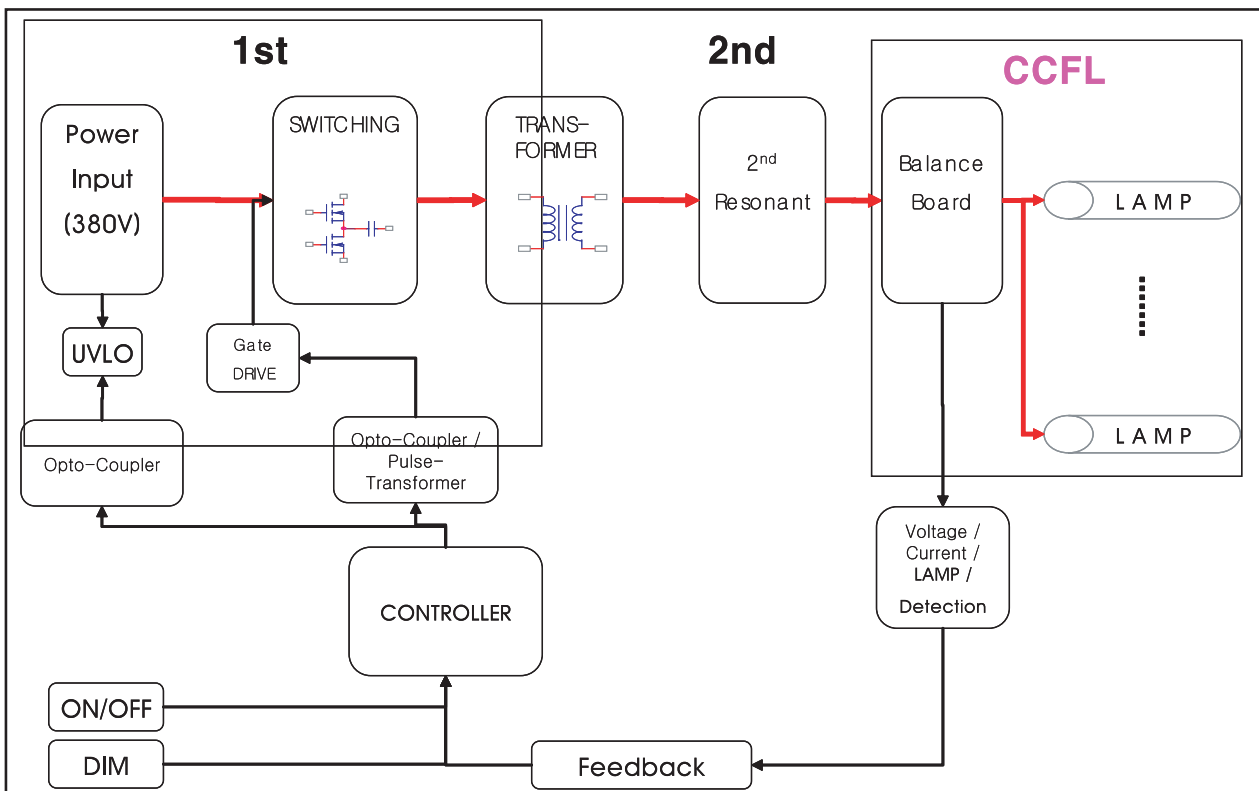 1st
2nd
CCFL
Power
Input
(380V)
SWITCHING
TRANS-
FORMER
2nd
Resonant
Balance
Board
LAMP
LAMP
UVLO
Gate
DRIVE
Opto-Coupler
Opto-Coupler /
Pulse-
Transformer
CONTROLLER
Voltage /
Current /
LAMP /
Detection
ON/OFF
DIM
Feedback